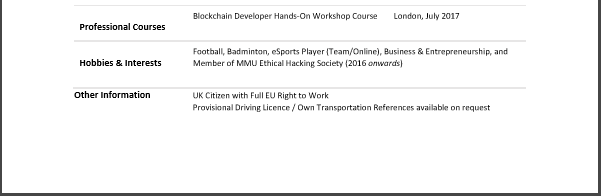 Blockchain Developer Hands-On Workshop Course London, July 2017
Professional Courses
Football, Badminton, eSports Player (Team/Online), Business & Entrepreneurship, and
Hobbies & Interests
Member of MMU Ethical Hacking Society (2016 onwards)
Other Information
UK Citizen with Full EU Right to Work
Provisional Driving Licence / Own Transportation References available on request